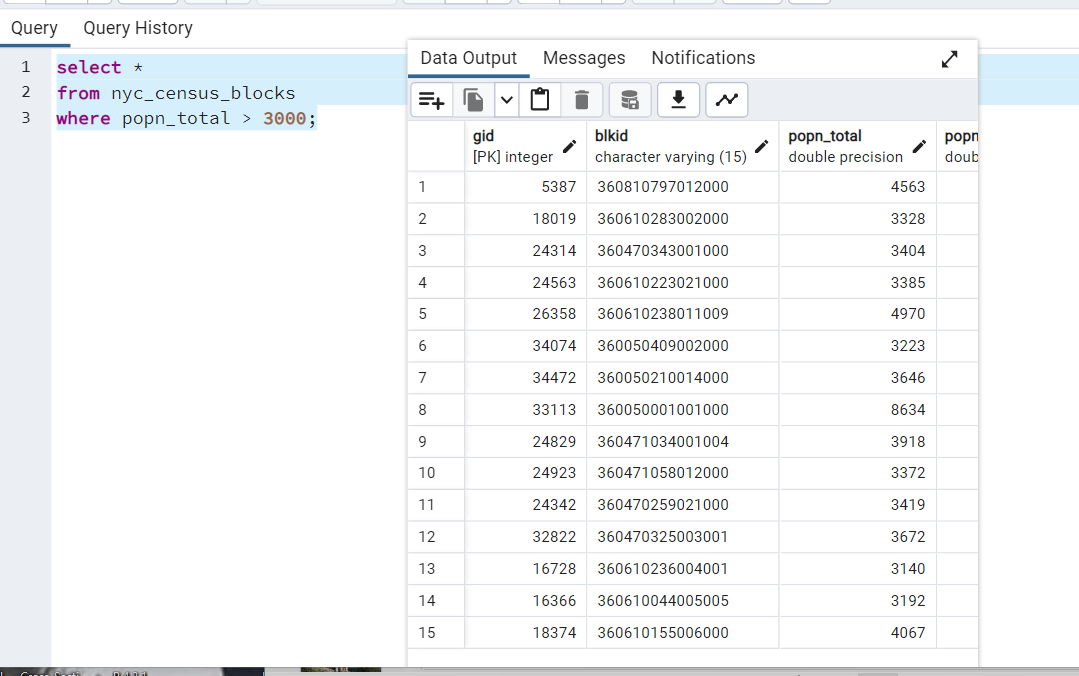 Query Query History
1 select *
2 from nyc_census_blocks
3 where popn_total > 3000;
Data Output Messages Notifications
gid blkid popn_total popn
[PK] integer character varying (15) double precision doub
1 5387 360810797012000 4563
2 18019 360610283002000 3328
3 24314 360470343001000 3404
4 24563 360610223021000 3385
5 26358 360610238011009 4970
6 34074 360050409002000 3223
7 34472 360050210014000 3646
8 33113 360050001001000 8634
9 24829 360471034001004 3918
10 24923 360471058012000 3372
11 24342 360470259021000 3419
12 32822 360470325003001 3672
13 16728 360610236004001 3140
14 16366 360610044005005 3192
15 18374 360610155006000 4067